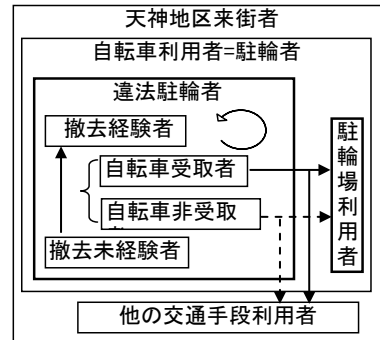 天神地区来街者
自転車利用者=駐輪者
違法駐輪者
撤去経験者
自転車受取者
自転車非受取
撤去未経験者
駐輪場利用者
他の交通手段利用者